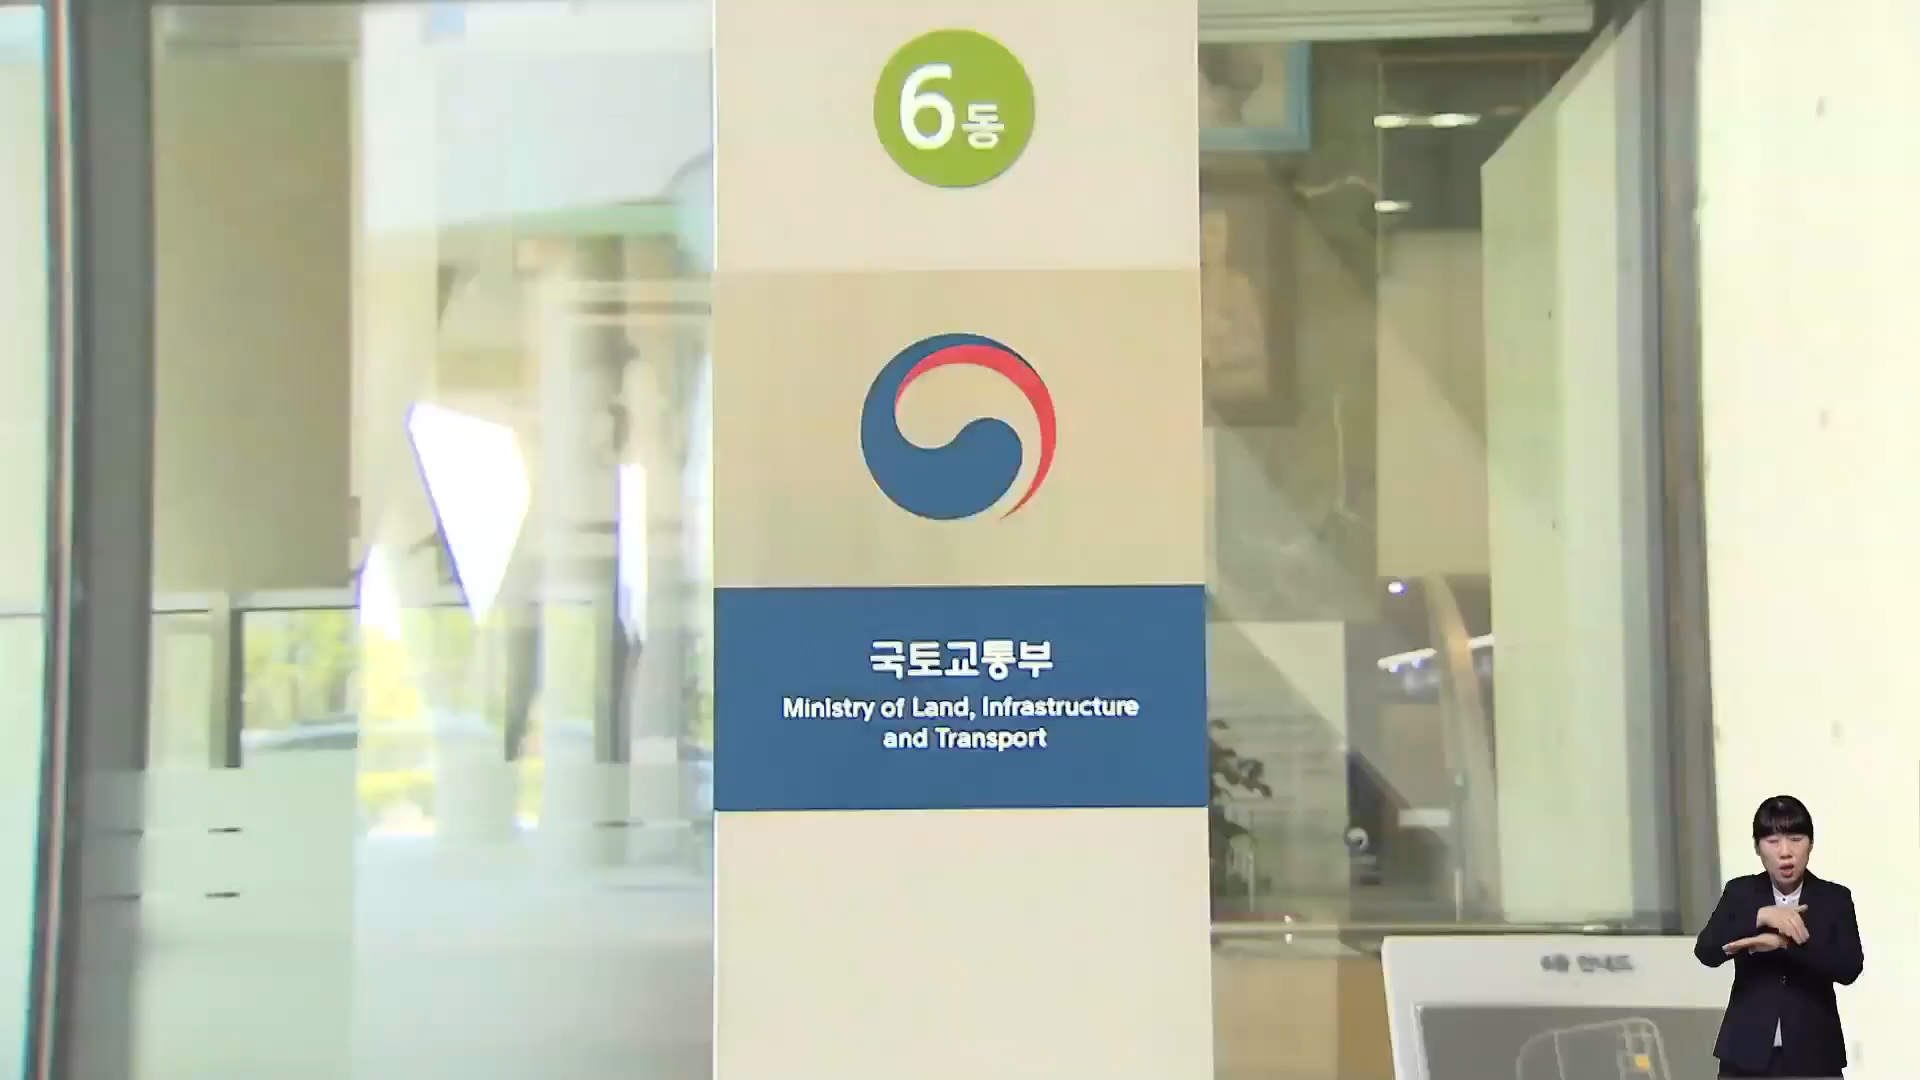 6동
국토교통부
Ministry of Land, Infrastructure
and Transport